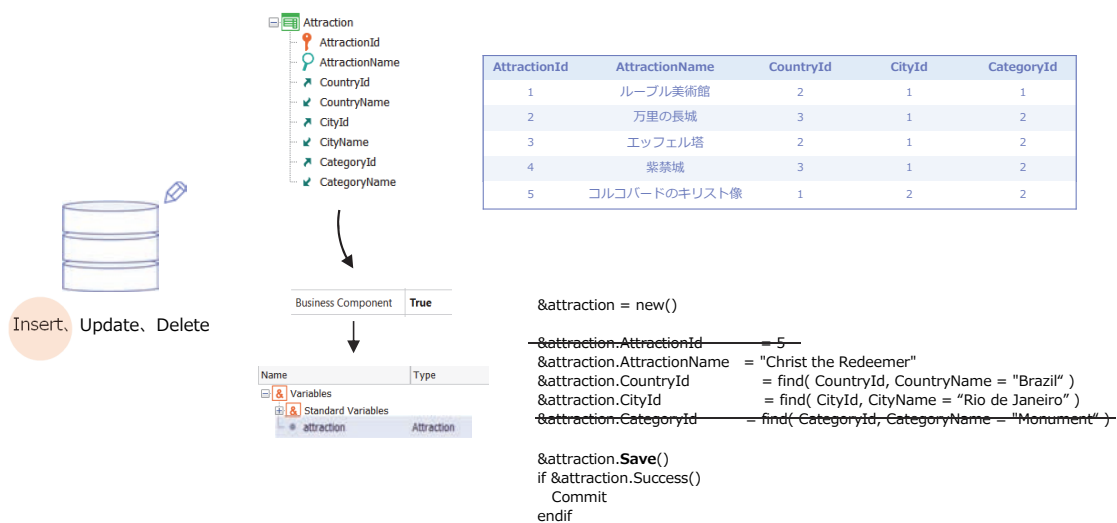 Attraction
AttractionId
AttractionName
CountryId
CountryName
CityId
CityName
CategoryId
CategoryName
AttractionId AttractionName CountryId CityId CategoryId
1 ルーブル美術館 2 1 1
2 万里の長城 3 1 2
3 エッフェル塔 2 1 2
4 紫禁城 3 1 2
5 コルコバードのキリスト像 1 2 2
Insert、Update、Delete
Business Component True
Name Type
& Variables
& Standard Variables
attraction Attraction
&attraction = new()
&attraction.AttractionId = 5
&attraction.AttractionName = "Christ the Redeemer"
&attraction.CountryId = find( CountryId, CountryName = "Brazil“ )
&attraction.CityId = find( CityId, CityName = “Rio de Janeiro” )
&attraction.CategoryId = find( CategoryId, CategoryName = "Monument“ )
&attraction.Save()
if &attraction.Success()
Commit
endif